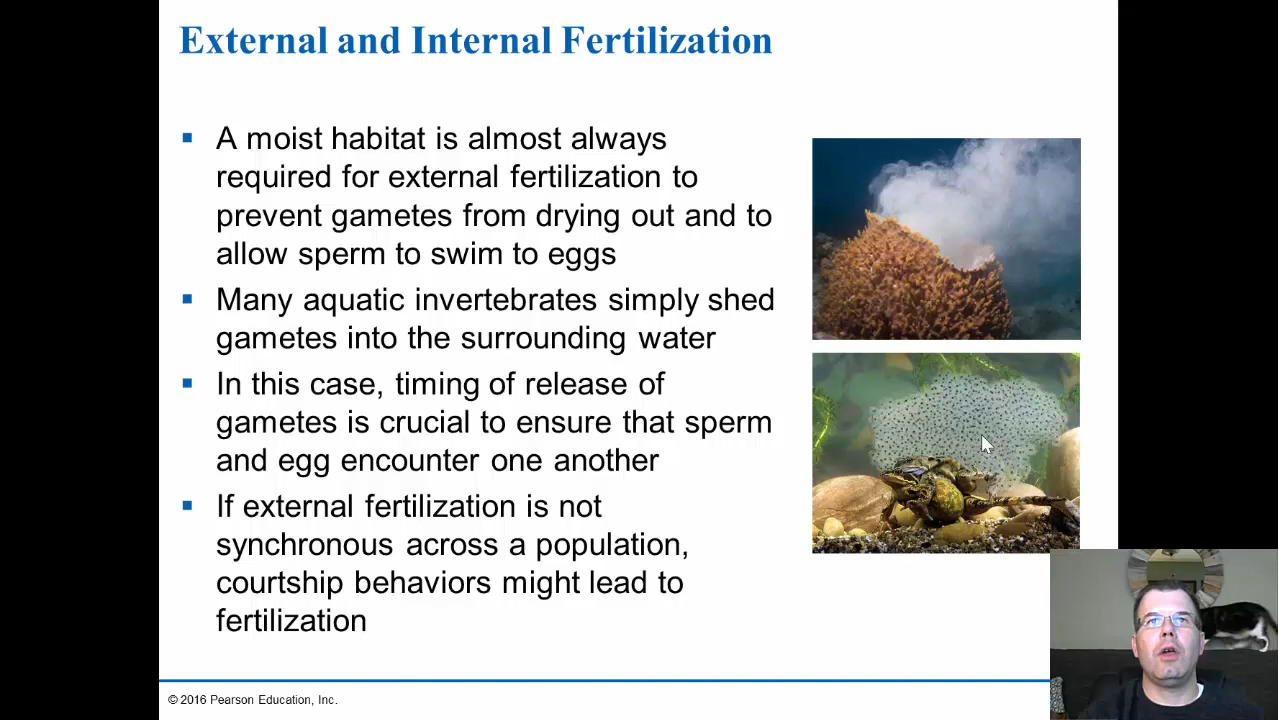 External and Internal Fertilization
A moist habitat is almost always
required for external fertilization to
prevent gametes from drying out and to
allow sperm to swim to eggs
Many aquatic invertebrates simply shed
gametes into the surrounding water
In this case, timing of release of
gametes is crucial to ensure that sperm
and egg encounter one another
If external fertilization is not
synchronous across a population,
courtship behaviors might lead to
fertilization
© 2016 Pearson Education, Inc.